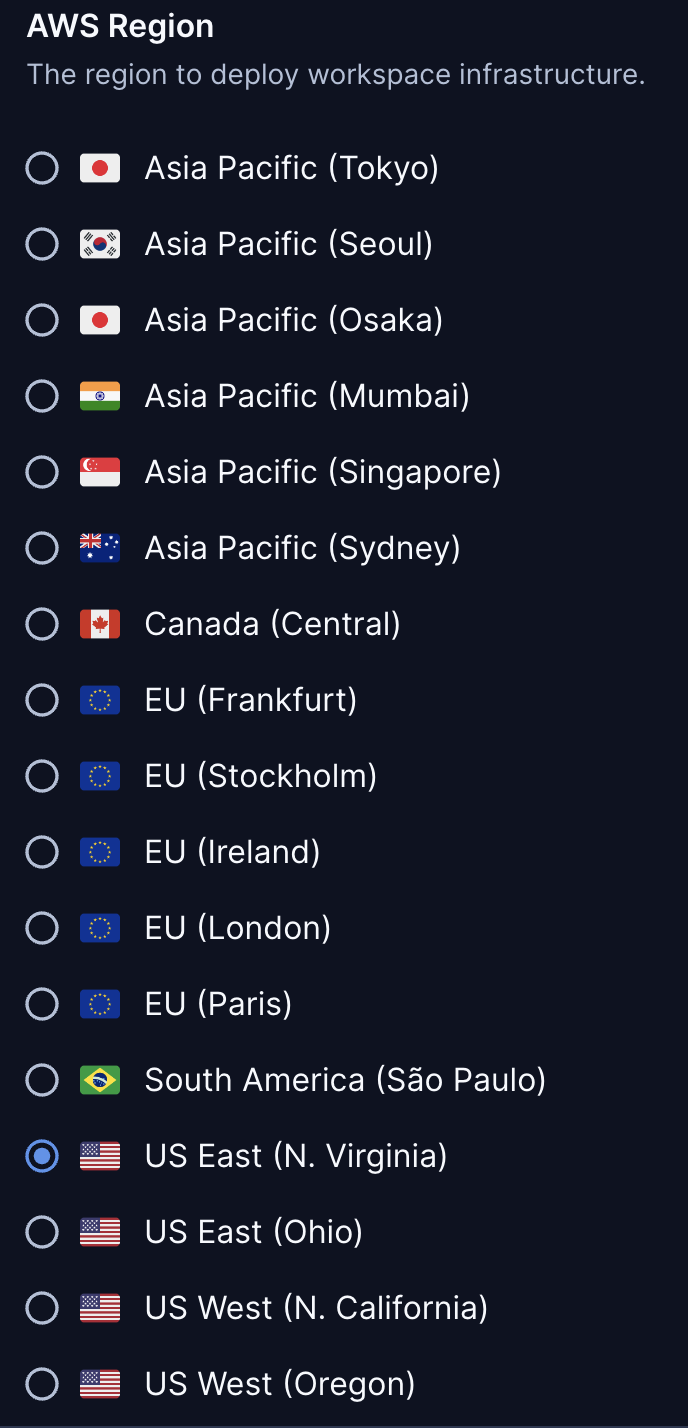 AWS Region
The region to deploy workspace infrastructure.
Asia Pacific (Tokyo)
Asia Pacific (Seoul)
Asia Pacific (Osaka)
Asia Pacific (Mumbai)
Asia Pacific (Singapore)
Asia Pacific (Sydney)
Canada (Central)
EU (Frankfurt)
EU (Stockholm)
EU (Ireland)
EU (London)
EU (Paris)
South America (São Paulo)
US East (N. Virginia)
US East (Ohio)
US West (N. California)
US West (Oregon)